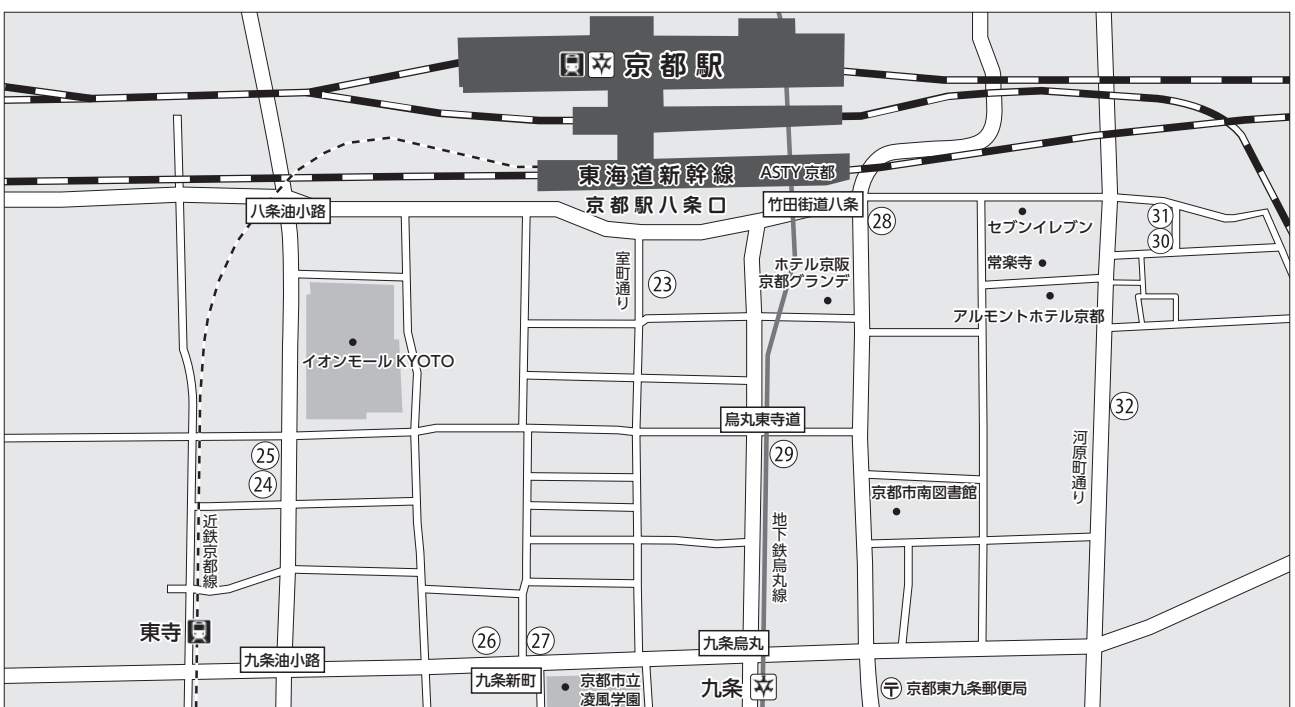 京都駅
東海道新幹線 ASTY京都
京都駅八条口
竹田街道八条
八条油小路
28
セブンイレブン
31
30
常楽寺
室町通り
23
ホテル京阪
京都グランデ
アルモントホテル京都
イオンモールKYOTO
32
烏丸東寺道
25
24
29
河原町通り
京都市南図書館
近鉄京都線
地下鉄烏丸線
東寺
26
27
九条油小路
九条烏丸
九条新町
京都市立
凌風学園
九条
〒 京都東九条郵便局